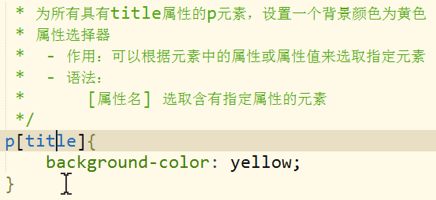 * 为所有具有title属性的p元素，设置一个背景颜色为黄色
* 属性选择器
*  - 作用：可以根据元素中的属性或属性值来选取指定元素
*  - 语法：
*      [属性名] 选取含有指定属性的元素
*/
p[title]{
    background-color: yellow;
}